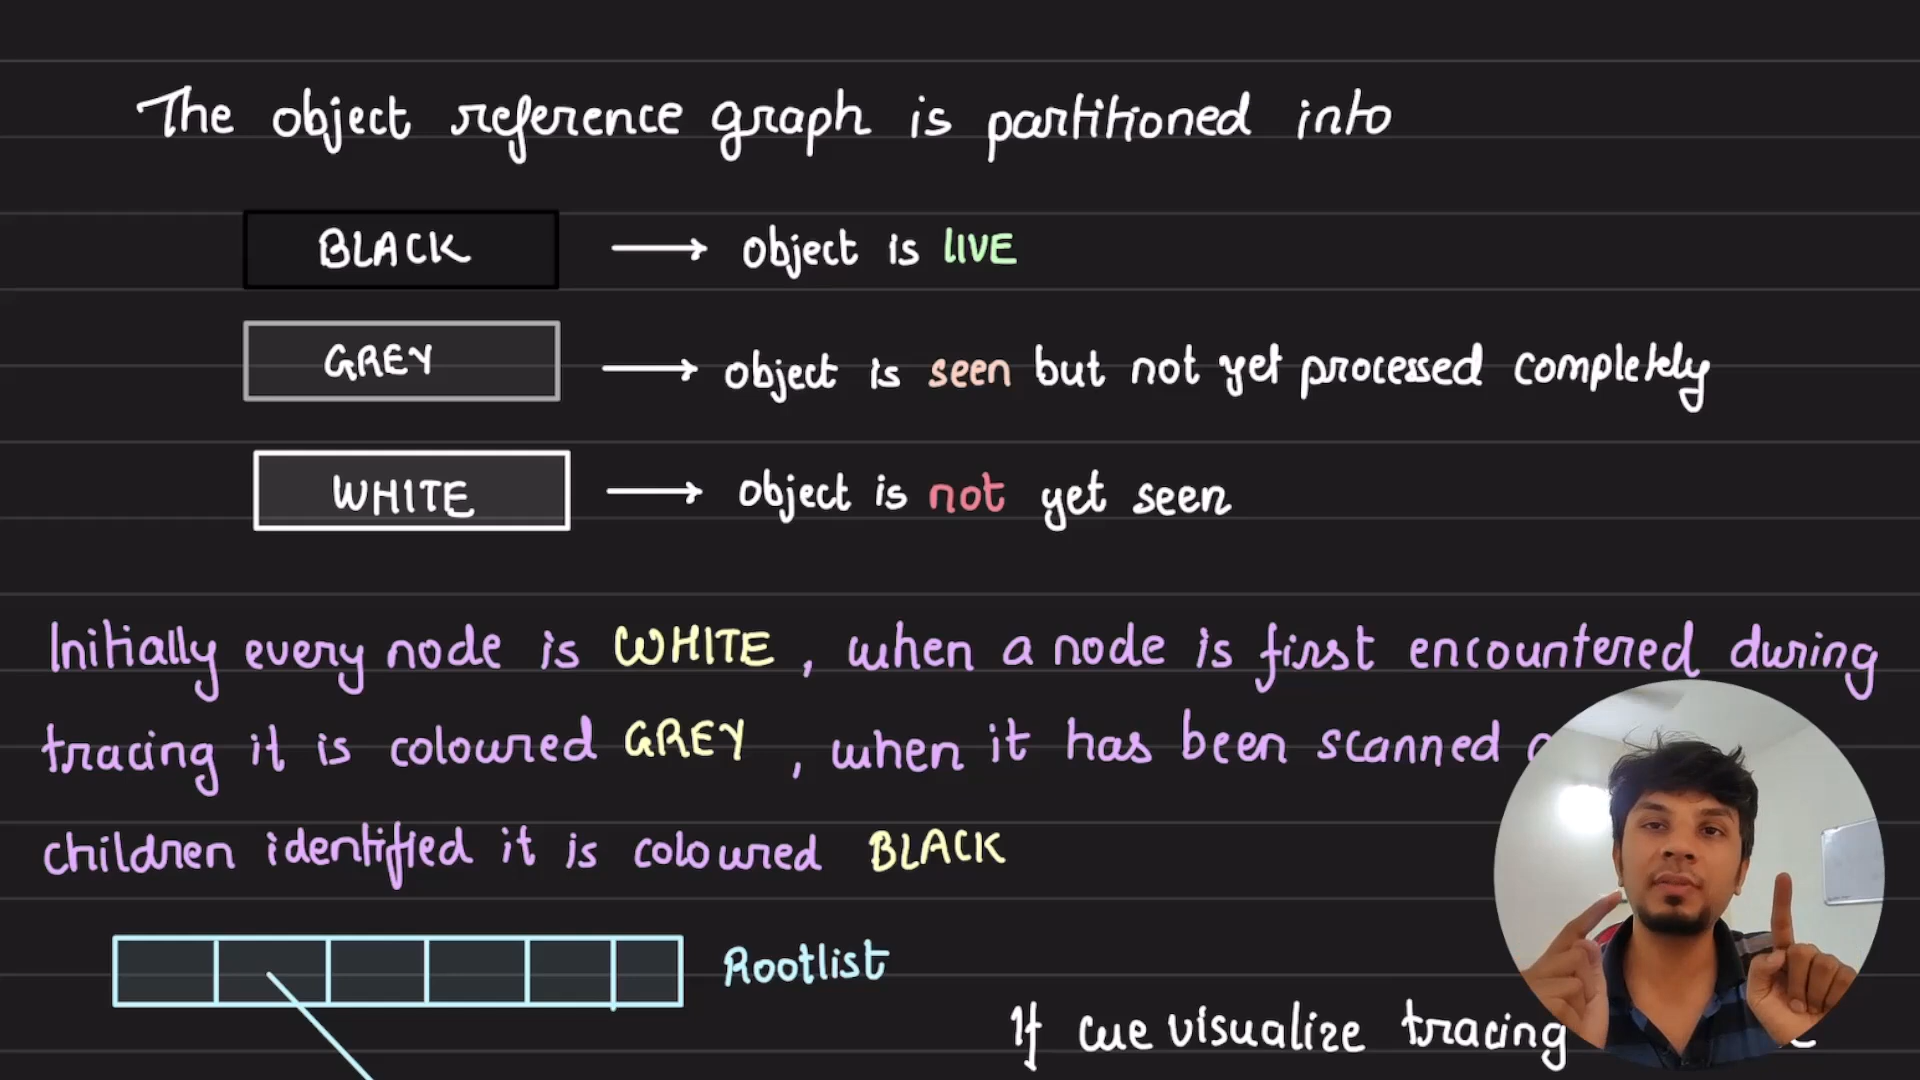 The object reference graph is partitioned into
BLACK → object is LIVE
GREY → object is seen but not yet processed completely
WHITE → object is not yet seen
Initially every node is WHITE, when a node is first encountered during
tracing it is coloured GREY, when it has been scanned
children identified it is coloured BLACK
Rootlist
If we visualize tracing